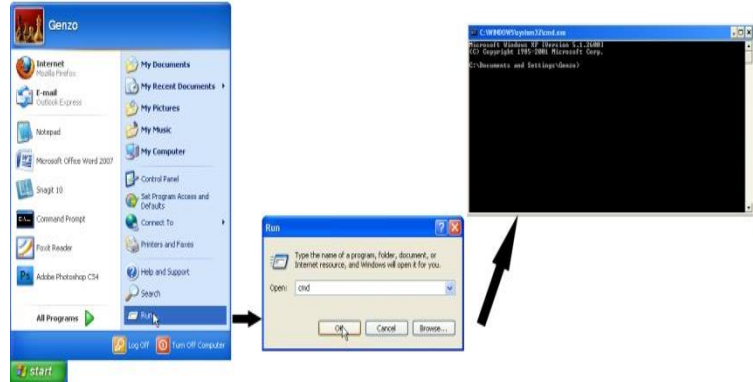 Genzo
Internet
Mozilla Firefox
E-mail
Outlook Express
Notepad
Microsoft Office Word 2007
Snagit 10
Command Prompt
Foxit Reader
Adobe Photoshop CS4
All Programs
My Documents
My Recent Documents
My Pictures
My Music
My Computer
Control Panel
Set Program Access and
Defaults
Connect To
Printers and Faxes
Help and Support
Search
Run...
Log Off
Turn Off Computer
start
Run
Type the name of a program, folder, document, or
Internet resource, and Windows will open it for you.
Open:
cmd
OK
Cancel
Browse...
C:\WINDOWS\system32\cmd.exe
Microsoft Windows XP [Version 5.1.2600]
(C) Copyright 1985-2001 Microsoft Corp.
C:\Documents and Settings\Genzo>